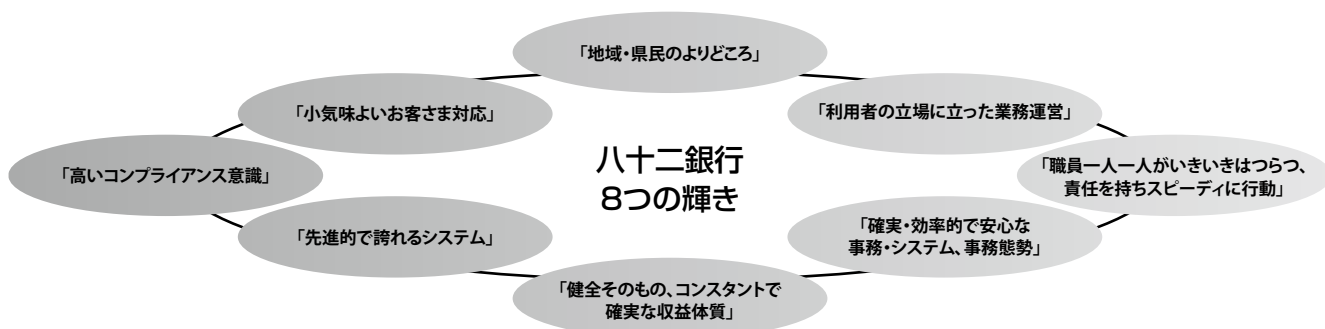 「地域・県民のよりどころ」
「小気味よいお客さま対応」
「利用者の立場に立った業務運営」
「高いコンプライアンス意識」
八十二銀行
8つの輝き
「職員一人一人がいきいきはつらつ、
責任を持ちスピーディに行動」
「先進的で誇れるシステム」
「確実・効率的で安心な
事務・システム、事務態勢」
「健全そのもの、コンスタントで
確実な収益体質」